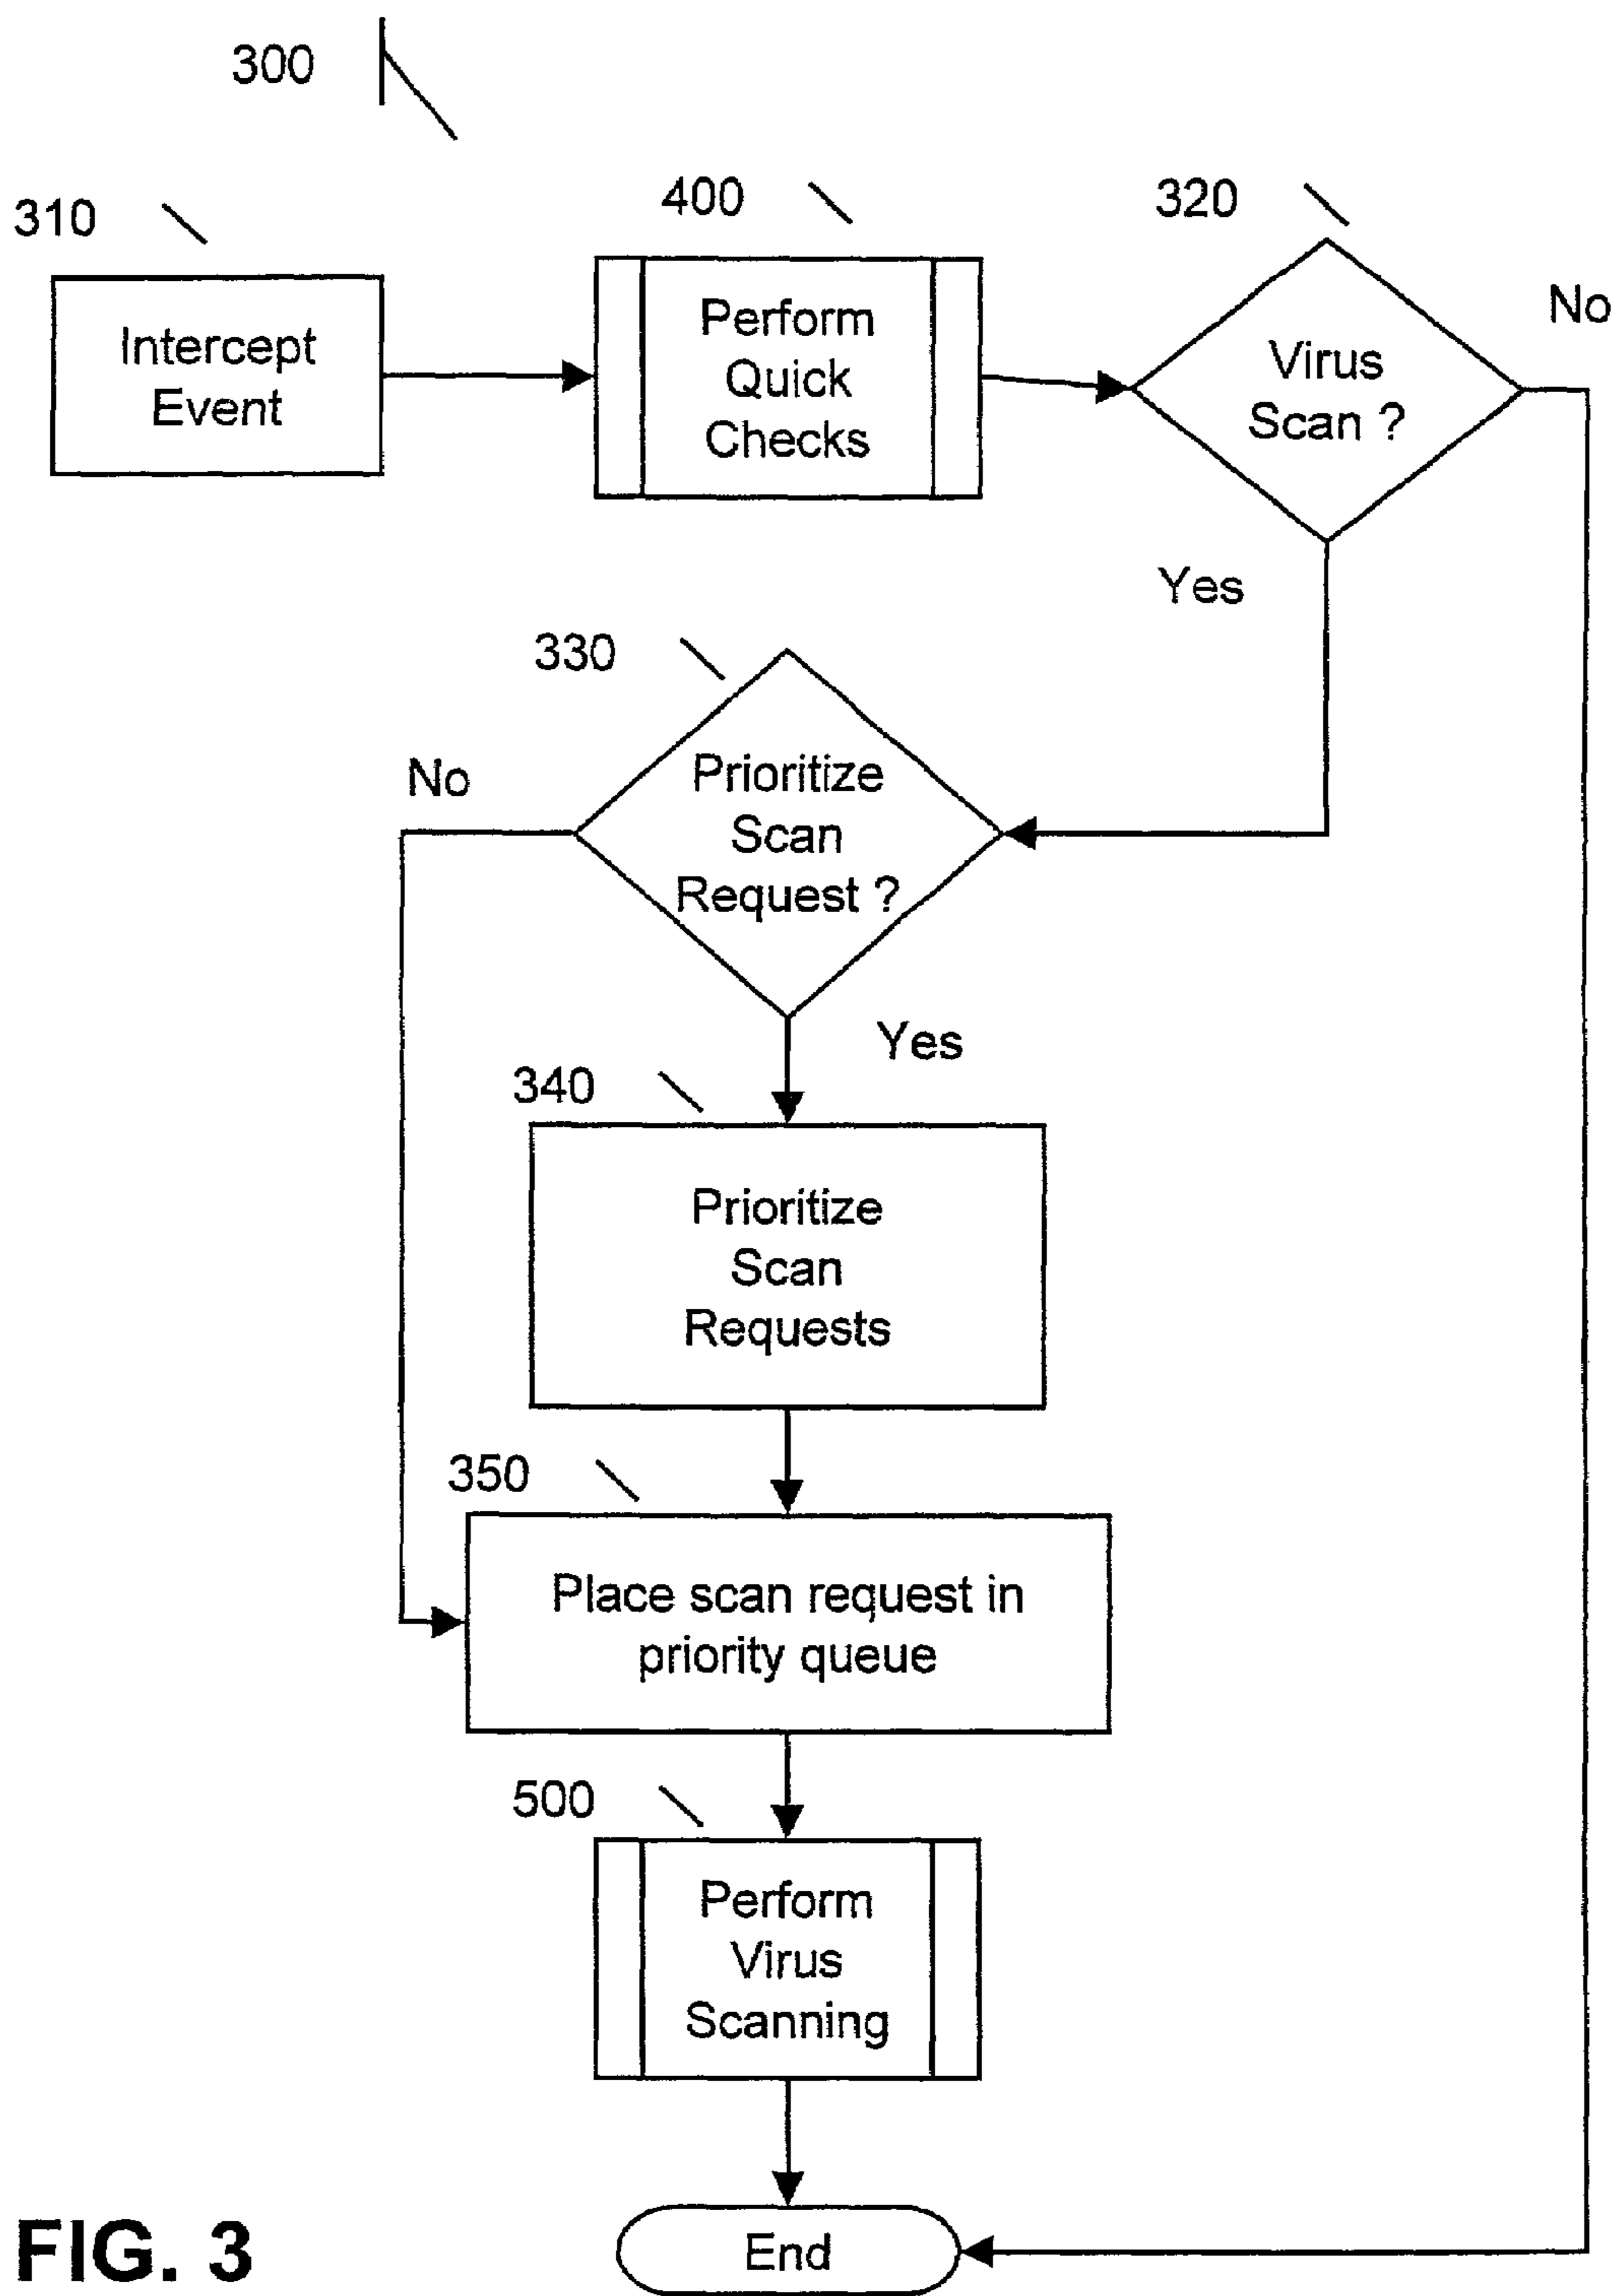 300
310
400
320
Intercept
Event
Perform
Quick
Checks
Virus
Scan ?
No
Yes
330
No
Prioritize
Scan
Request ?
Yes
340
Prioritize
Scan
Requests
350
Place scan request in
priority queue
500
Perform
Virus
Scanning
End
FIG. 3